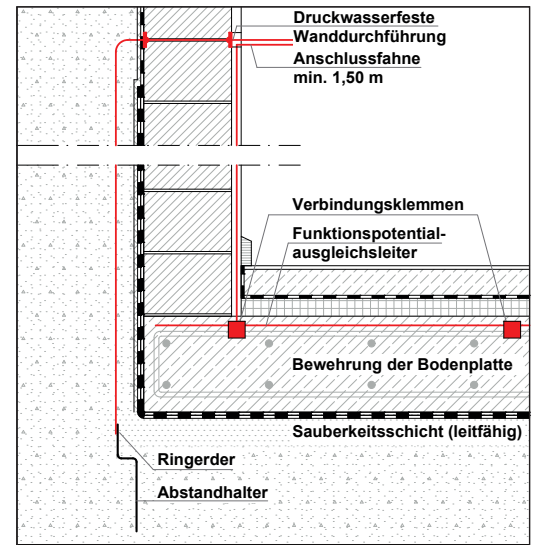 Druckwasserfeste
Wanddurchführung
Anschlussfahne
min. 1,50 m
Verbindungsklemmen
Funktionspotential-
ausgleichsleiter
Bewehrung der Bodenplatte
Sauberkeitsschicht (leitfähig)
Ringerder
Abstandhalter